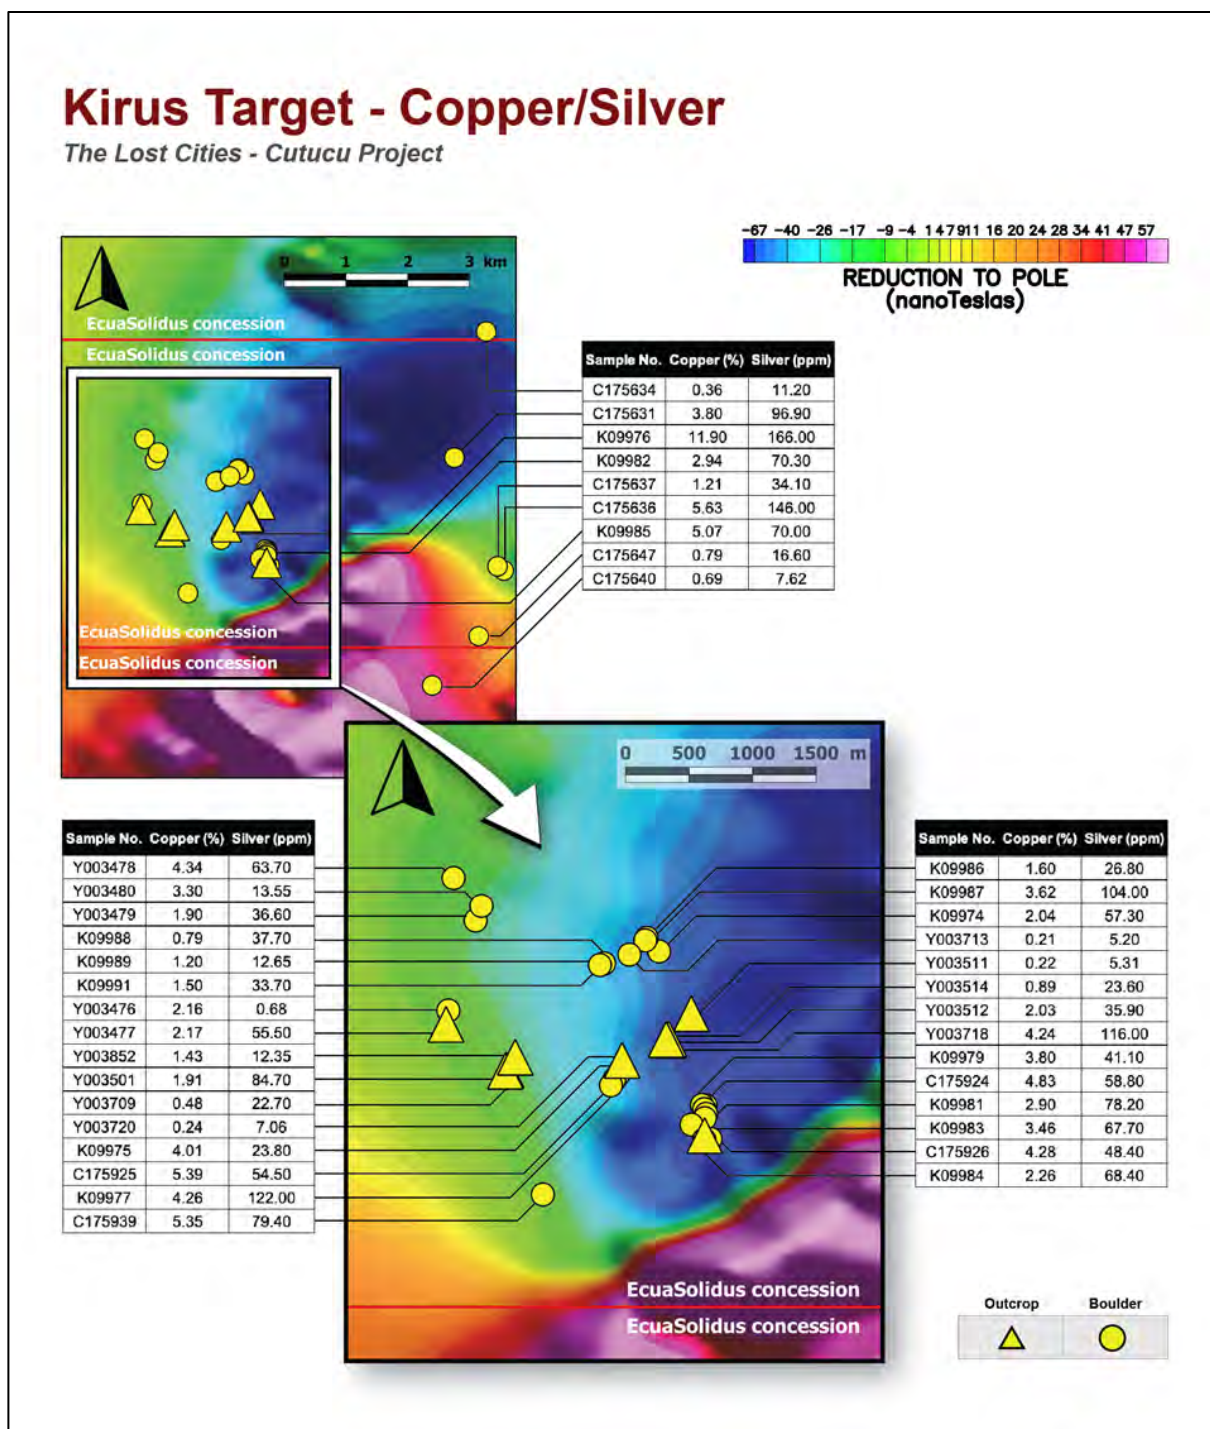 Kirus Target - Copper/Silver
The Lost Cities - Cutucu Project
-67 -40 -26 -17 -9 -4 1 4 7 9 11 16 20 24 28 34 41 47 57
REDUCTION TO POLE
(nanoTeslas)
0 1 2 3 km
EcuaSolidus concession
EcuaSolidus concession
EcuaSolidus concession
EcuaSolidus concession
Sample No. Copper (%) Silver (ppm)
C175634 0.36 11.20
C175631 3.80 96.90
K09976 11.90 166.00
K09982 2.94 70.30
C175637 1.21 34.10
C175636 5.63 146.00
K09985 5.07 70.00
C175647 0.79 16.60
C175640 0.69 7.62
0 500 1000 1500 m
Sample No. Copper (%) Silver (ppm)
Y003478 4.34 63.70
Y003480 3.30 13.55
Y003479 1.90 36.60
K09988 0.79 37.70
K09989 1.20 12.65
K09991 1.50 33.70
Y003476 2.16 0.68
Y003477 2.17 55.50
Y003852 1.43 12.35
Y003501 1.91 84.70
Y003709 0.48 22.70
Y003720 0.24 7.06
K09975 4.01 23.80
C175925 5.39 54.50
K09977 4.26 122.00
C175939 5.35 79.40
Sample No. Copper (%) Silver (ppm)
K09986 1.60 26.80
K09987 3.62 104.00
K09974 2.04 57.30
Y003713 0.21 5.20
Y003511 0.22 5.31
Y003514 0.89 23.60
Y003512 2.03 35.90
Y003718 4.24 116.00
K09979 3.80 41.10
C175924 4.83 58.80
K09981 2.90 78.20
K09983 3.46 67.70
C175926 4.28 48.40
K09984 2.26 68.40
EcuaSolidus concession
EcuaSolidus concession
Outcrop Boulder